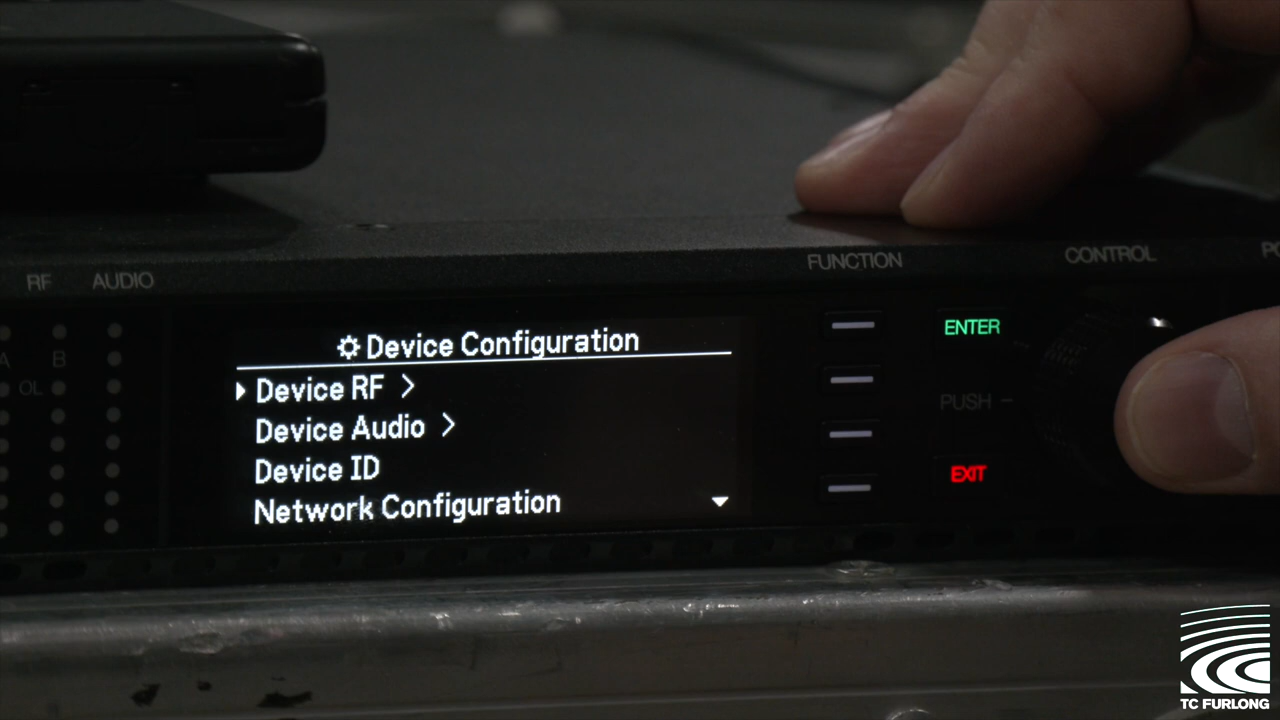 RF AUDIO
FUNCTION
CONTROL
A B
OL
Device Configuration
Device RF >
Device Audio >
Device ID
Network Configuration
ENTER
PUSH
EXIT
TC FURLONG